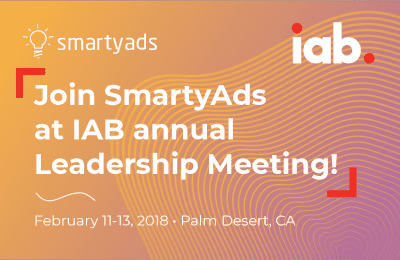 smartyads
iab.
Join SmartyAds
at IAB annual
Leadership Meeting!
February 11-13, 2018 • Palm Desert, CA